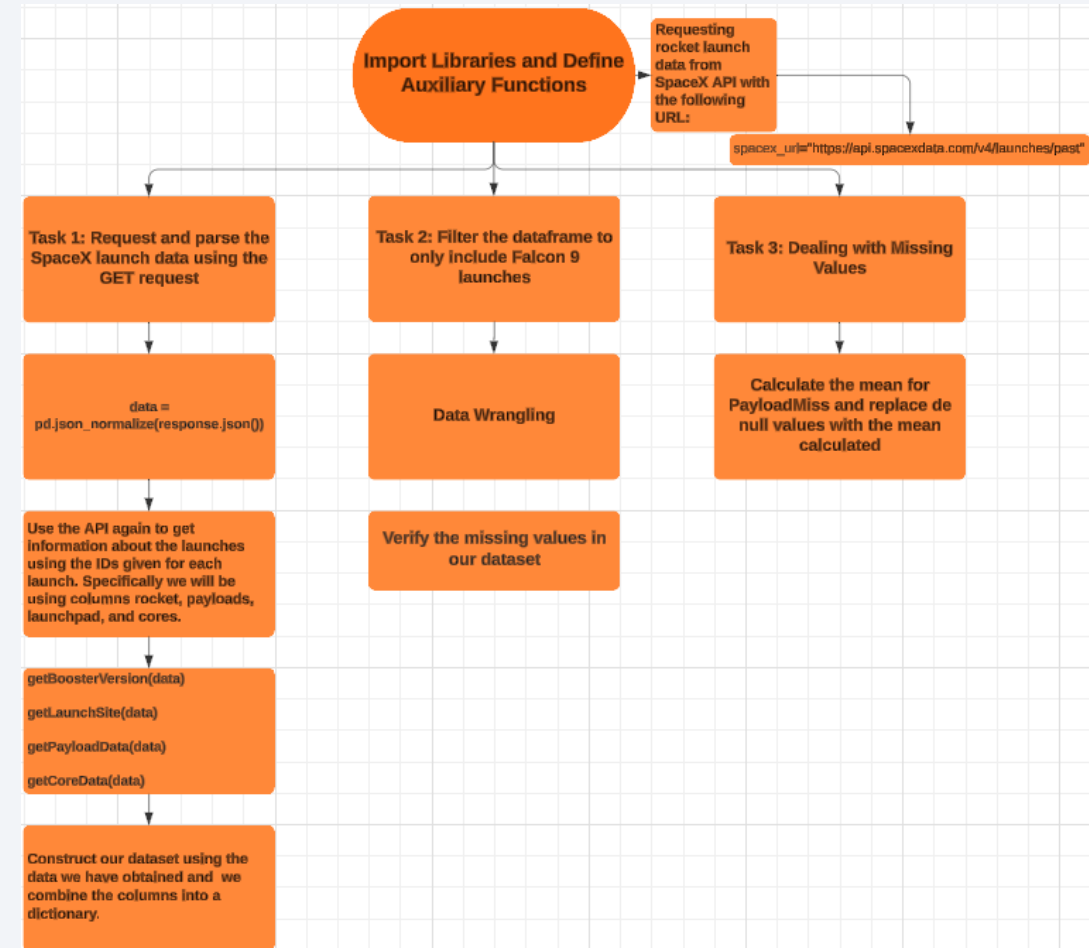 Import Libraries and Define
Auxiliary Functions
Requesting
rocket launch
data from
SpaceX API with
the following
URL:
spacex_url="https://api.spacexdata.com/v4/launches/past"
Task 1: Request and parse the
SpaceX launch data using the
GET request
data =
pd.json_normalize(response.json())
Use the API again to get
information about the launches
using the IDs given for each
launch. Specifically we will be
using columns rocket, payloads,
launchpad, and cores.
getBoosterVersion(data)
getLaunchSite(data)
getPayloadData(data)
getCoreData(data)
Construct our dataset using the
data we have obtained and we
combine the columns into a
dictionary.
Task 2: Filter the dataframe to
only include Falcon 9
launches
Data Wrangling
Verify the missing values in
our dataset
Task 3: Dealing with Missing
Values
Calculate the mean for
PayloadMiss and replace de
null values with the mean
calculated